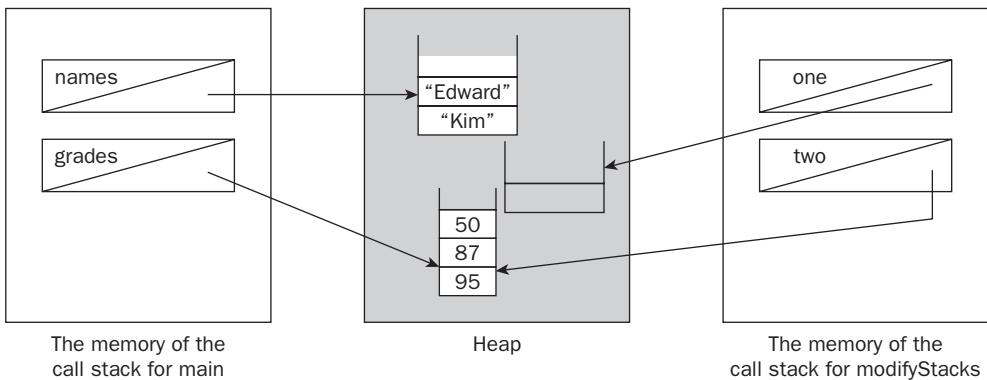 names
grades
“Edward”
“Kim”
50
87
95
one
two
The memory of the
call stack for main
Heap
The memory of the
call stack for modifyStacks